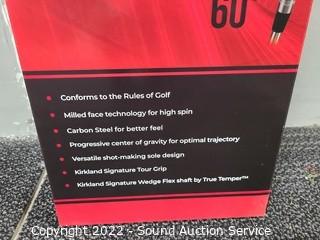 60°
Conforms to the Rules of Golf
Milled face technology for high spin
Carbon Steel for better feel
Progressive center of gravity for optimal trajectory
Versatile shot-making sole design
Kirkland Signature Tour Grip
Kirkland Signature Wedge Flex shaft by True Temper™
Copyright 2022 - Sound Auction Service